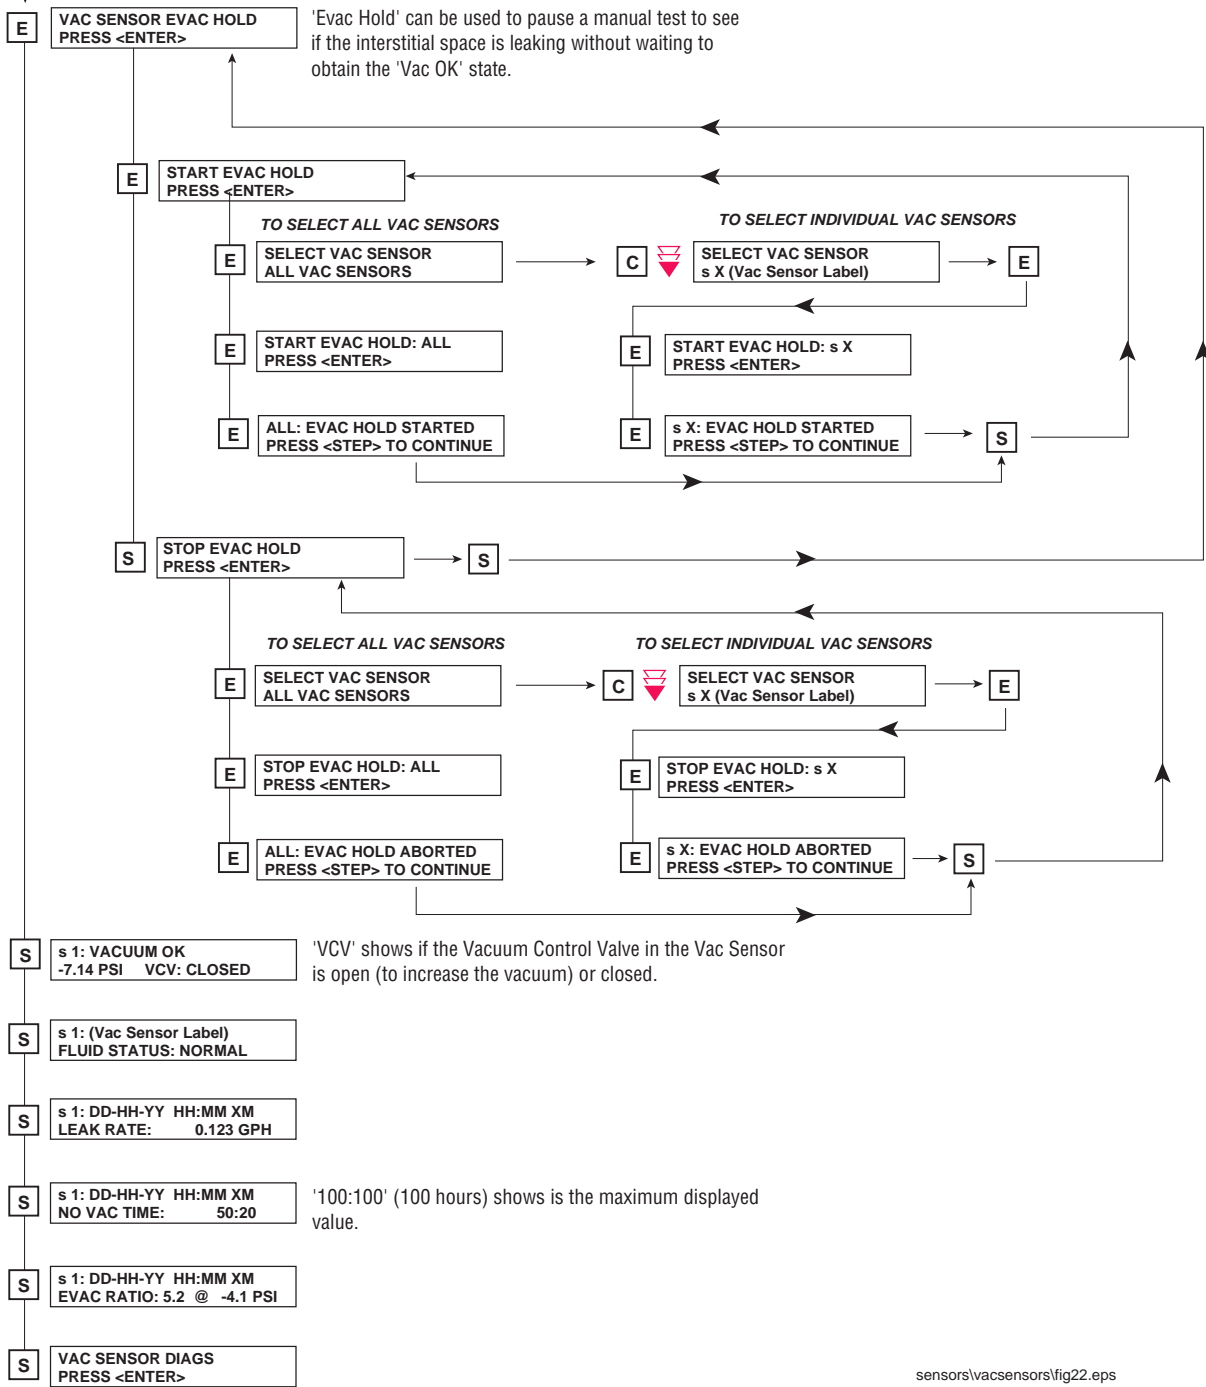 E
VAC SENSOR EVAC HOLD
PRESS <ENTER>
'Evac Hold' can be used to pause a manual test to see
if the interstitial space is leaking without waiting to
obtain the 'Vac OK' state.
E
START EVAC HOLD
PRESS <ENTER>
TO SELECT ALL VAC SENSORS
TO SELECT INDIVIDUAL VAC SENSORS
E
SELECT VAC SENSOR
ALL VAC SENSORS
C
SELECT VAC SENSOR
s X (Vac Sensor Label)
E
E
START EVAC HOLD: ALL
PRESS <ENTER>
E
START EVAC HOLD: s X
PRESS <ENTER>
E
ALL: EVAC HOLD STARTED
PRESS <STEP> TO CONTINUE
E
s X: EVAC HOLD STARTED
PRESS <STEP> TO CONTINUE
S
S
STOP EVAC HOLD
PRESS <ENTER>
S
TO SELECT ALL VAC SENSORS
TO SELECT INDIVIDUAL VAC SENSORS
E
SELECT VAC SENSOR
ALL VAC SENSORS
C
SELECT VAC SENSOR
s X (Vac Sensor Label)
E
E
STOP EVAC HOLD: ALL
PRESS <ENTER>
E
STOP EVAC HOLD: s X
PRESS <ENTER>
E
ALL: EVAC HOLD ABORTED
PRESS <STEP> TO CONTINUE
E
s X: EVAC HOLD ABORTED
PRESS <STEP> TO CONTINUE
S
S
s 1: VACUUM OK
-7.14 PSI VCV: CLOSED
'VCV' shows if the Vacuum Control Valve in the Vac Sensor
is open (to increase the vacuum) or closed.
S
s 1: (Vac Sensor Label)
FLUID STATUS: NORMAL
S
s 1: DD-HH-YY HH:MM XM
LEAK RATE: 0.123 GPH
S
s 1: DD-HH-YY HH:MM XM
NO VAC TIME: 50:20
'100:100' (100 hours) shows is the maximum displayed
value.
S
s 1: DD-HH-YY HH:MM XM
EVAC RATIO: 5.2 @ -4.1 PSI
S
VAC SENSOR DIAGS
PRESS <ENTER>
sensors\vacsensors\fig22.eps